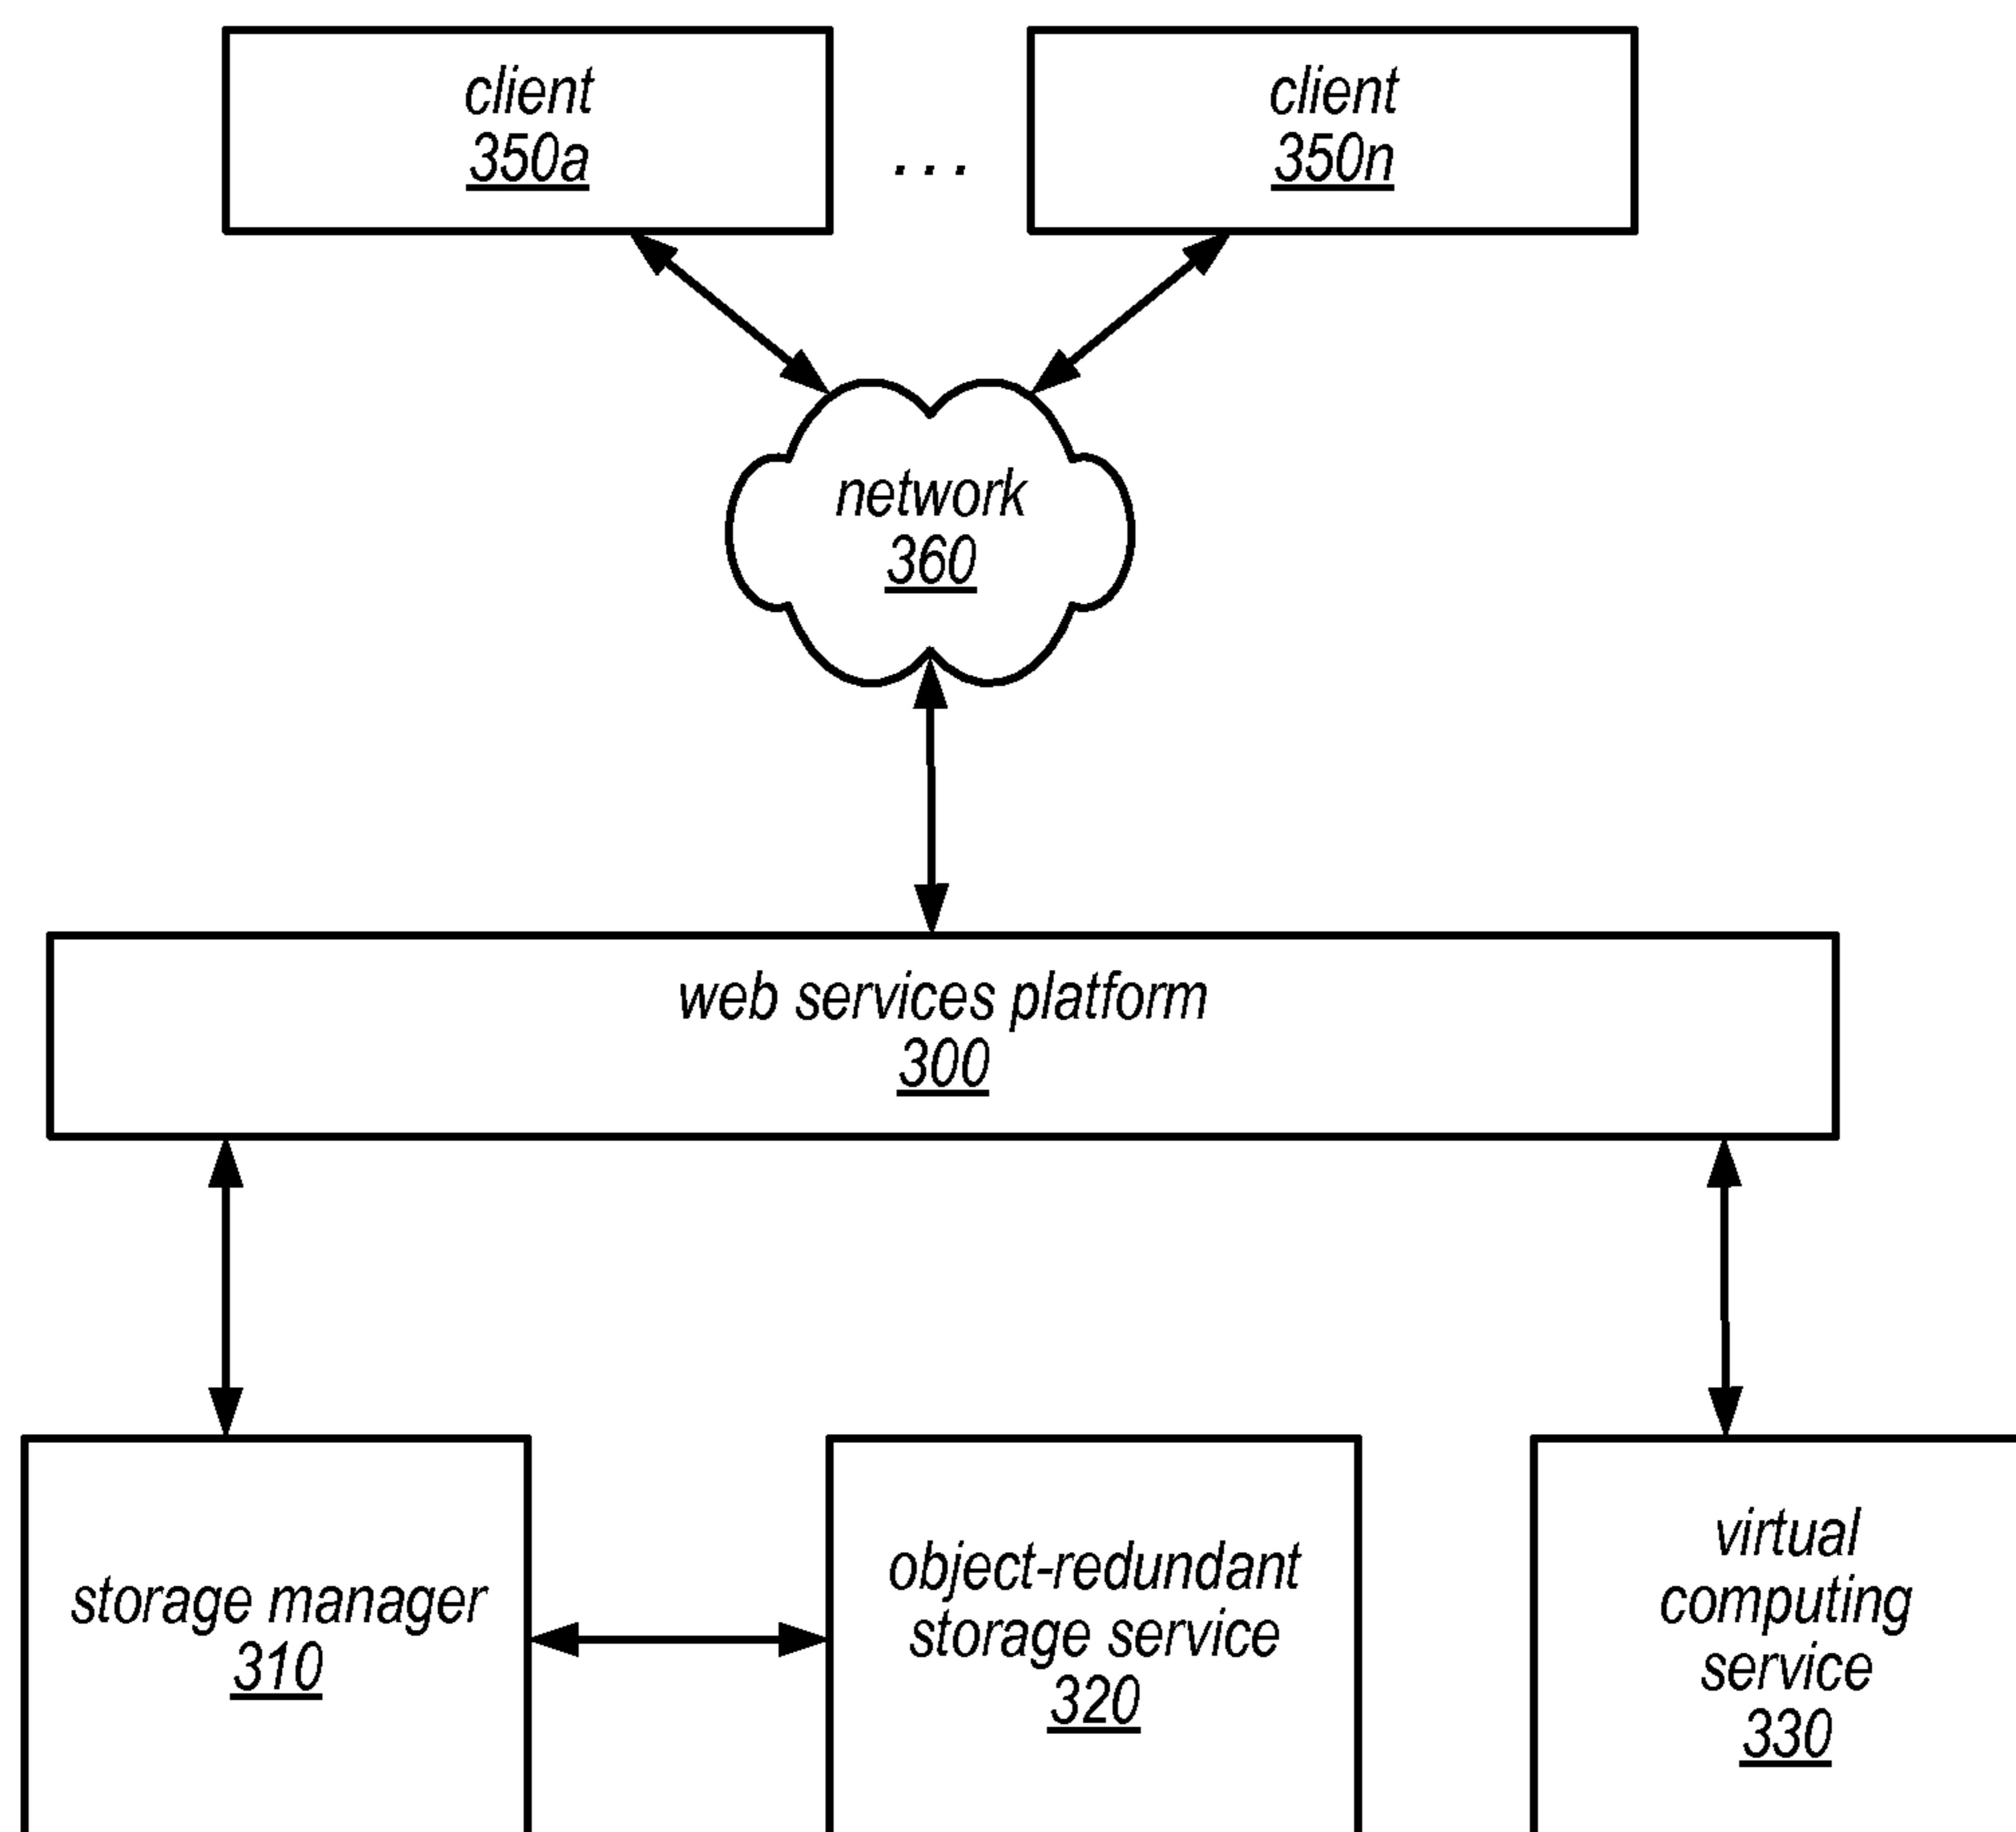 client
350a
...
client
350n
network
360
web services platform
300
storage manager
310
object-redundant
storage service
320
virtual
computing
service
330